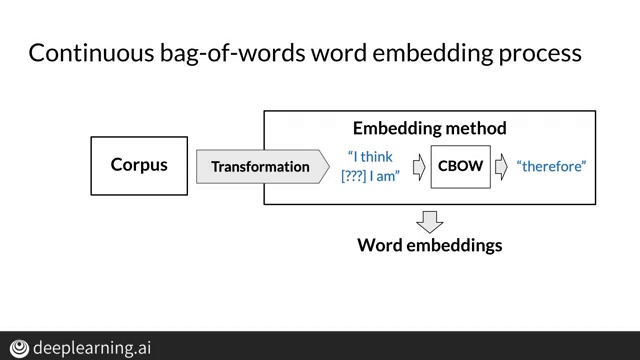 Continuous bag-of-words word embedding process
Embedding method
Corpus
Transformation
“I think
[???] I am”
CBOW
“therefore”
Word embeddings
deeplearning.ai